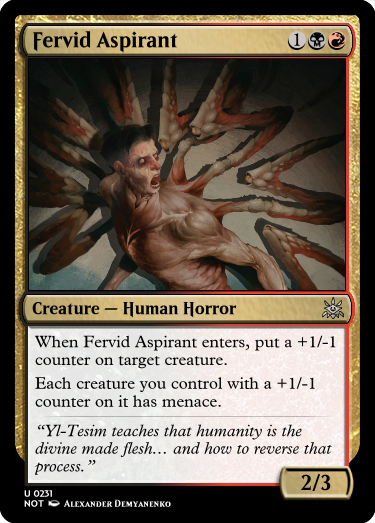 Fervid Aspirant 1
Creature — Human Horror
When Fervid Aspirant enters, put a +1/-1
counter on target creature.
Each creature you control with a +1/-1
counter on it has menace.
“Yl-Tesim teaches that humanity is the
divine made flesh… and how to reverse that
process.”
2/3
U 0231
NOT Alexander Demyanenko